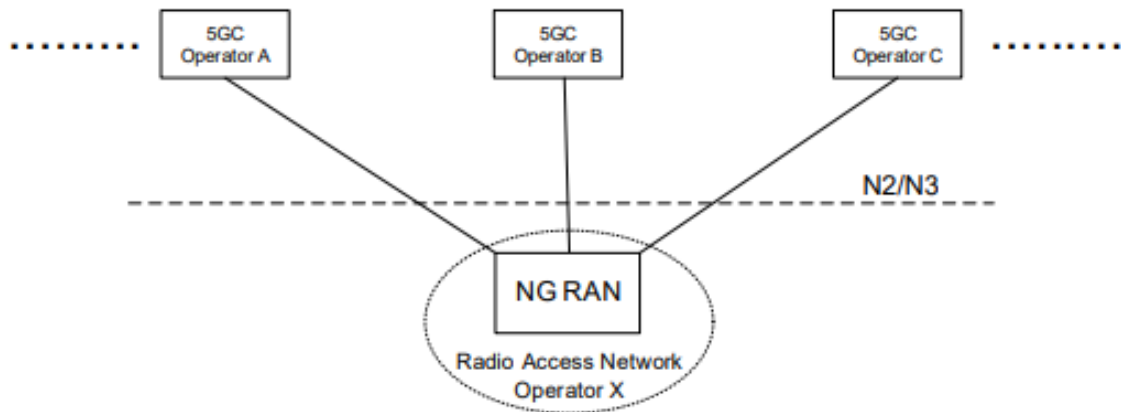 5GC
Operator A
5GC
Operator B
5GC
Operator C
N2/N3
NG RAN
Radio Access Network
Operator X